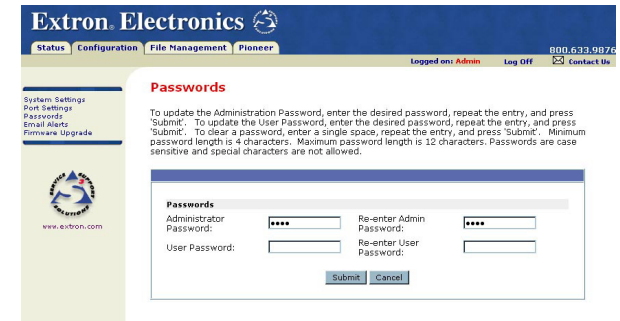 Extron® Electronics
Status Configuration File Management Pioneer
800.633.9876
Logged on: Admin Log Off Contact Us
System Settings
Port Settings
Passwords
Email Alerts
Firmware Upgrade
SERVICE SUPPORT SOLUTIONS
S3
www.extron.com
Passwords
To update the Administration Password, enter the desired password, repeat the entry, and press
'Submit'. To update the User Password, enter the desired password, repeat the entry, and press
'Submit'. To clear a password, enter a single space, repeat the entry, and press 'Submit'. Minimum
password length is 4 characters. Maximum password length is 12 characters. Passwords are case
sensitive and special characters are not allowed.
Passwords
Administrator Password: •••• Re-enter Admin Password: ••••
User Password: Re-enter User Password:
Submit Cancel